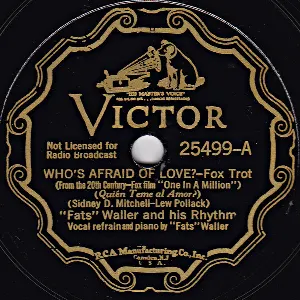 "HIS MASTER'S VOICE"
VICTOR
Not Licensed for
Radio Broadcast
25499-A
WHO'S AFRAID OF LOVE?-Fox Trot
(From the 20th Century-Fox film "One In A Million")
(Quién Teme al Amor?)
(Sidney D. Mitchell-Lew Pollack)
"Fats" Waller and his Rhythm
Vocal refrain and piano by "Fats" Waller
R.C.A. Manufacturing Co., Inc.
Camden, N.J.
U.S.A.